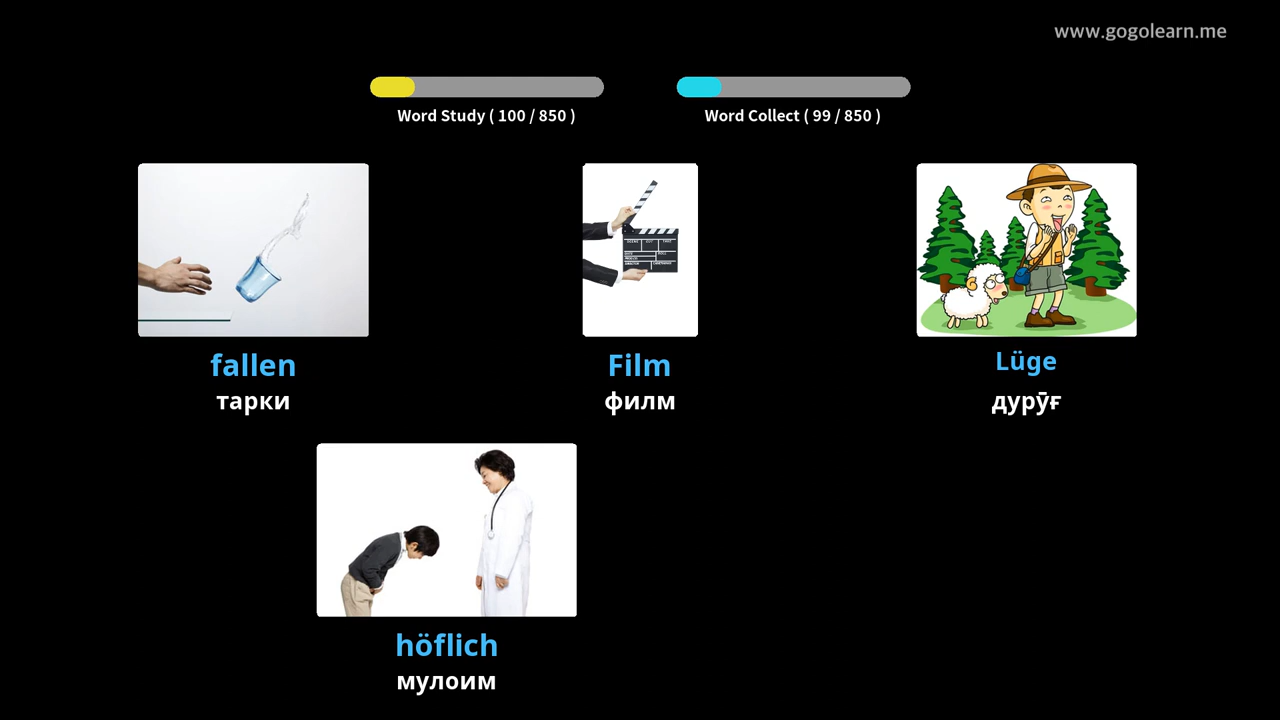 www.gogolearn.me
Word Study ( 100 / 850 )
Word Collect ( 99 / 850 )
fallen
тарки
Film
филм
Lüge
дурӯғ
höflich
мулоим